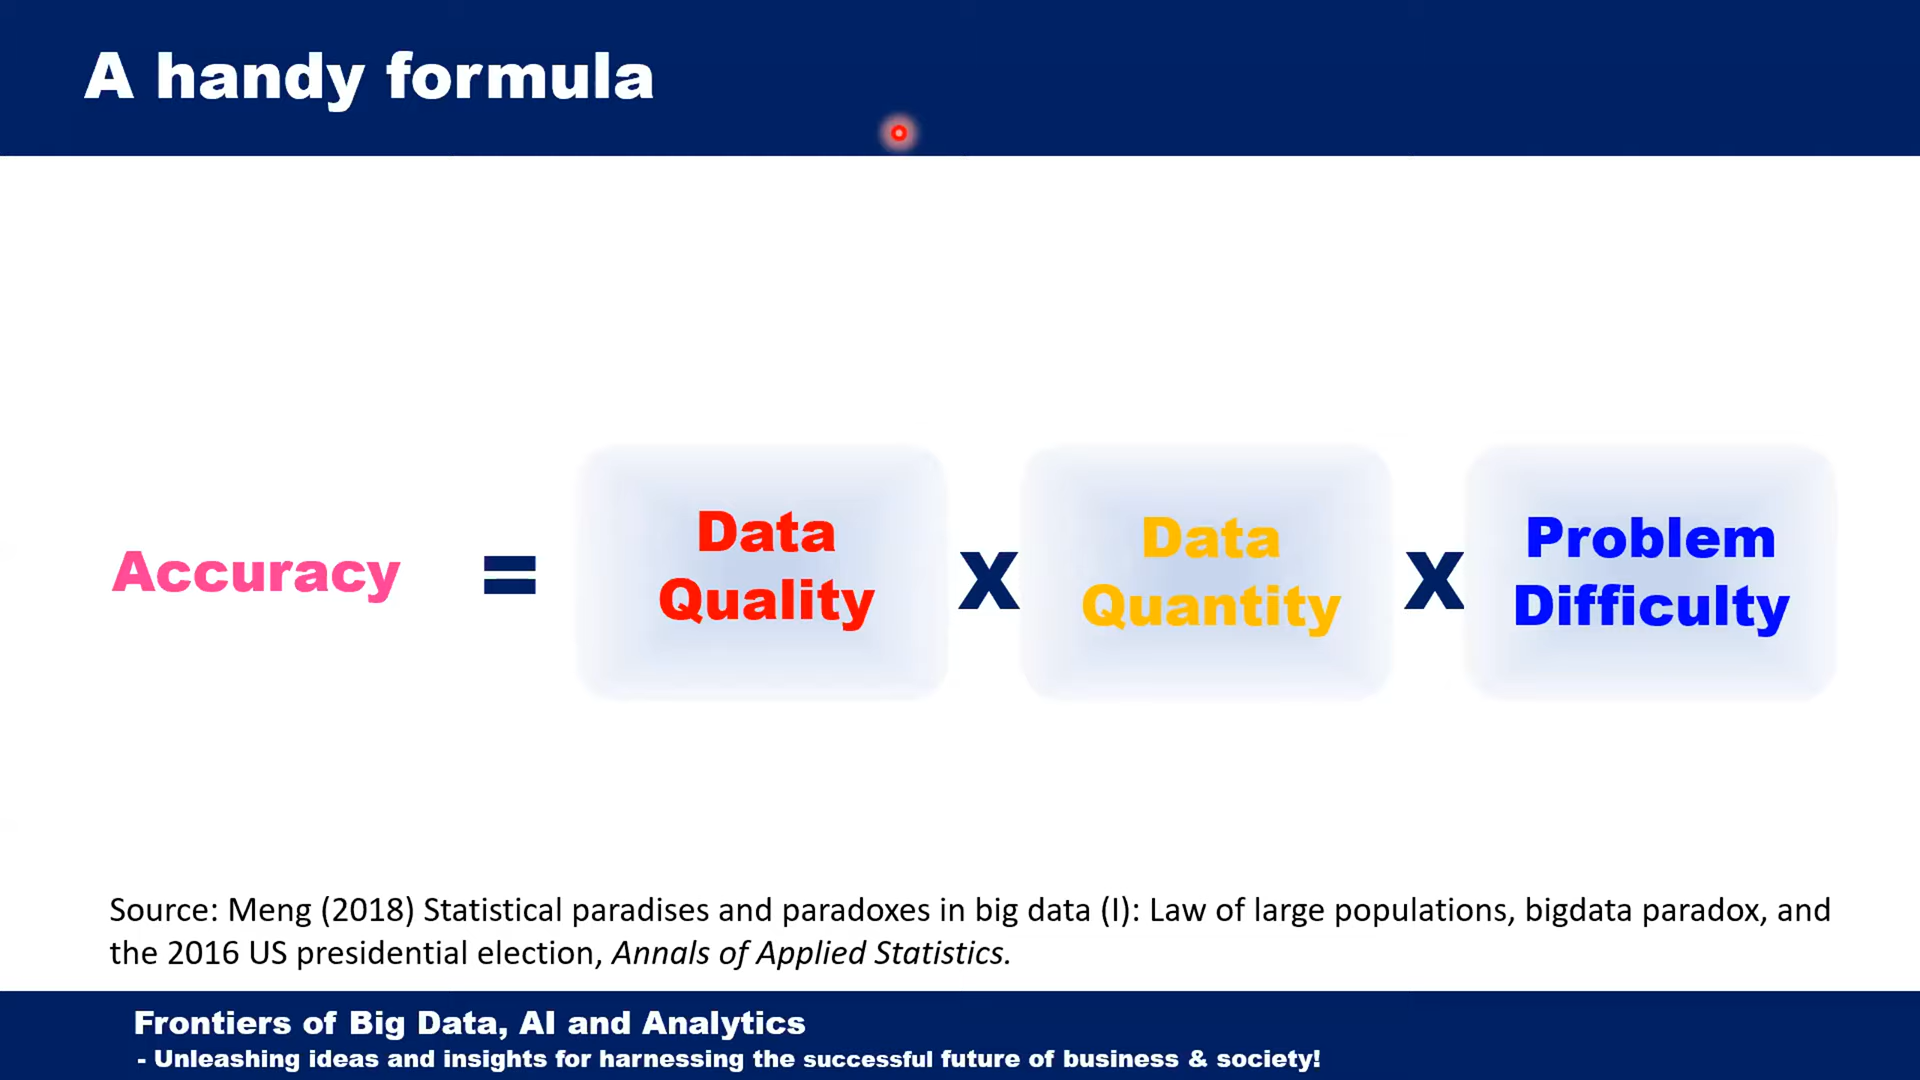 A handy formula
Accuracy = Data Quality x Data Quantity x Problem Difficulty
Source: Meng (2018) Statistical paradises and paradoxes in big data (I): Law of large populations, bigdata paradox, and
the 2016 US presidential election, Annals of Applied Statistics.
Frontiers of Big Data, AI and Analytics
- Unleashing ideas and insights for harnessing the successful future of business & society!